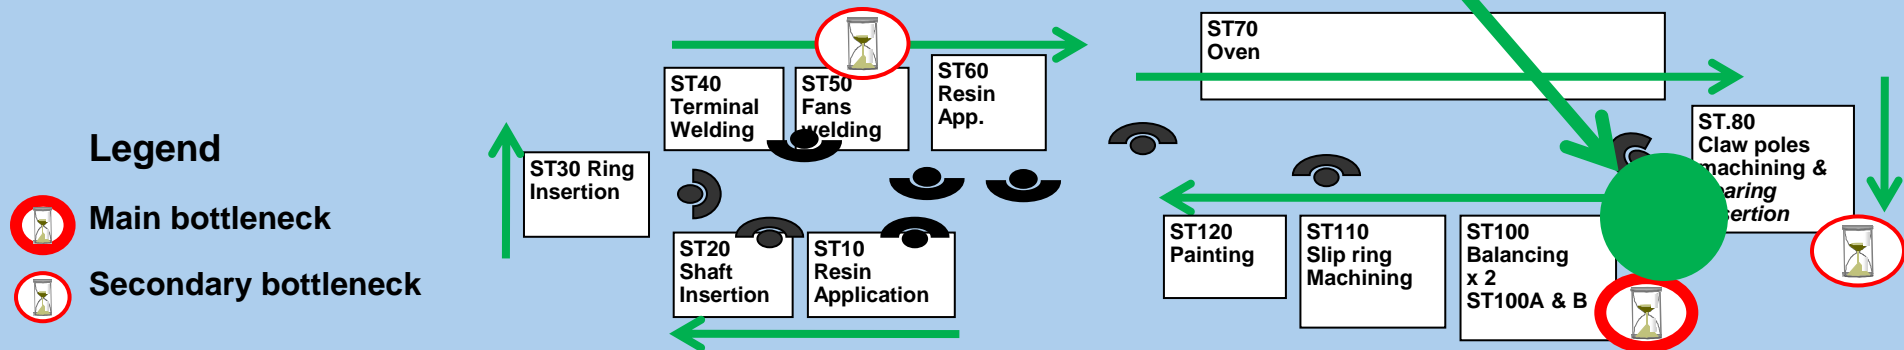 Legend
Main bottleneck
Secondary bottleneck
ST30 Ring
Insertion
ST40
Terminal
Welding
ST50
Fans
welding
ST60
Resin
App.
ST20
Shaft
Insertion
ST10
Resin
Application
ST70
Oven
ST.80
Claw poles
machining &
ST120
Painting
ST110
Slip ring
Machining
ST100
Balancing
x 2
ST100A & B